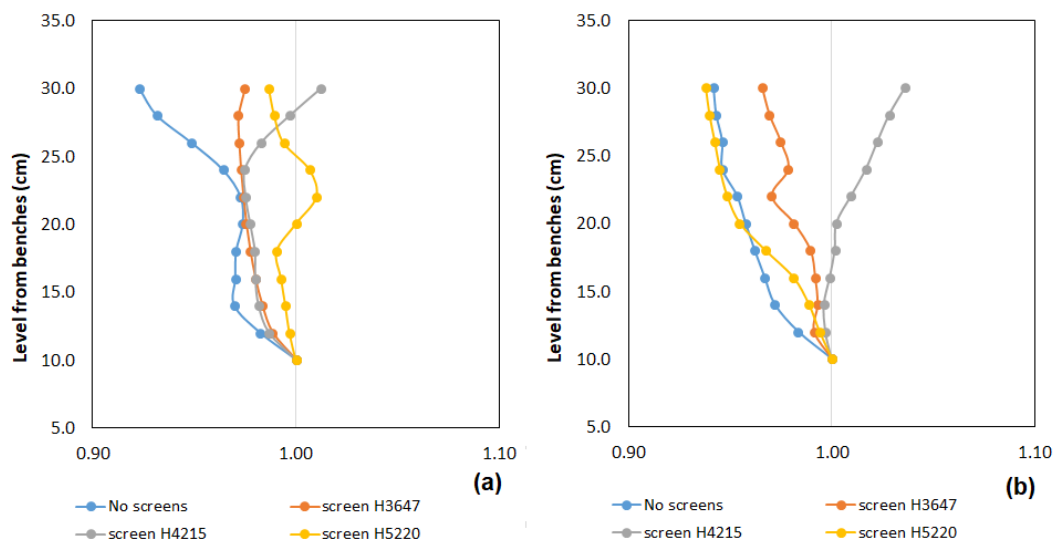 35.0
30.0
25.0
20.0
15.0
10.0
5.0
Level from benches (cm)
0.90 1.00 1.10
(a)
No screens screen H3647
screen H4215 screen H5220
35.0
30.0
25.0
20.0
15.0
10.0
5.0
Level from benches (cm)
0.90 1.00 1.10
(b)
No screens screen H3647
screen H4215 screen H5220